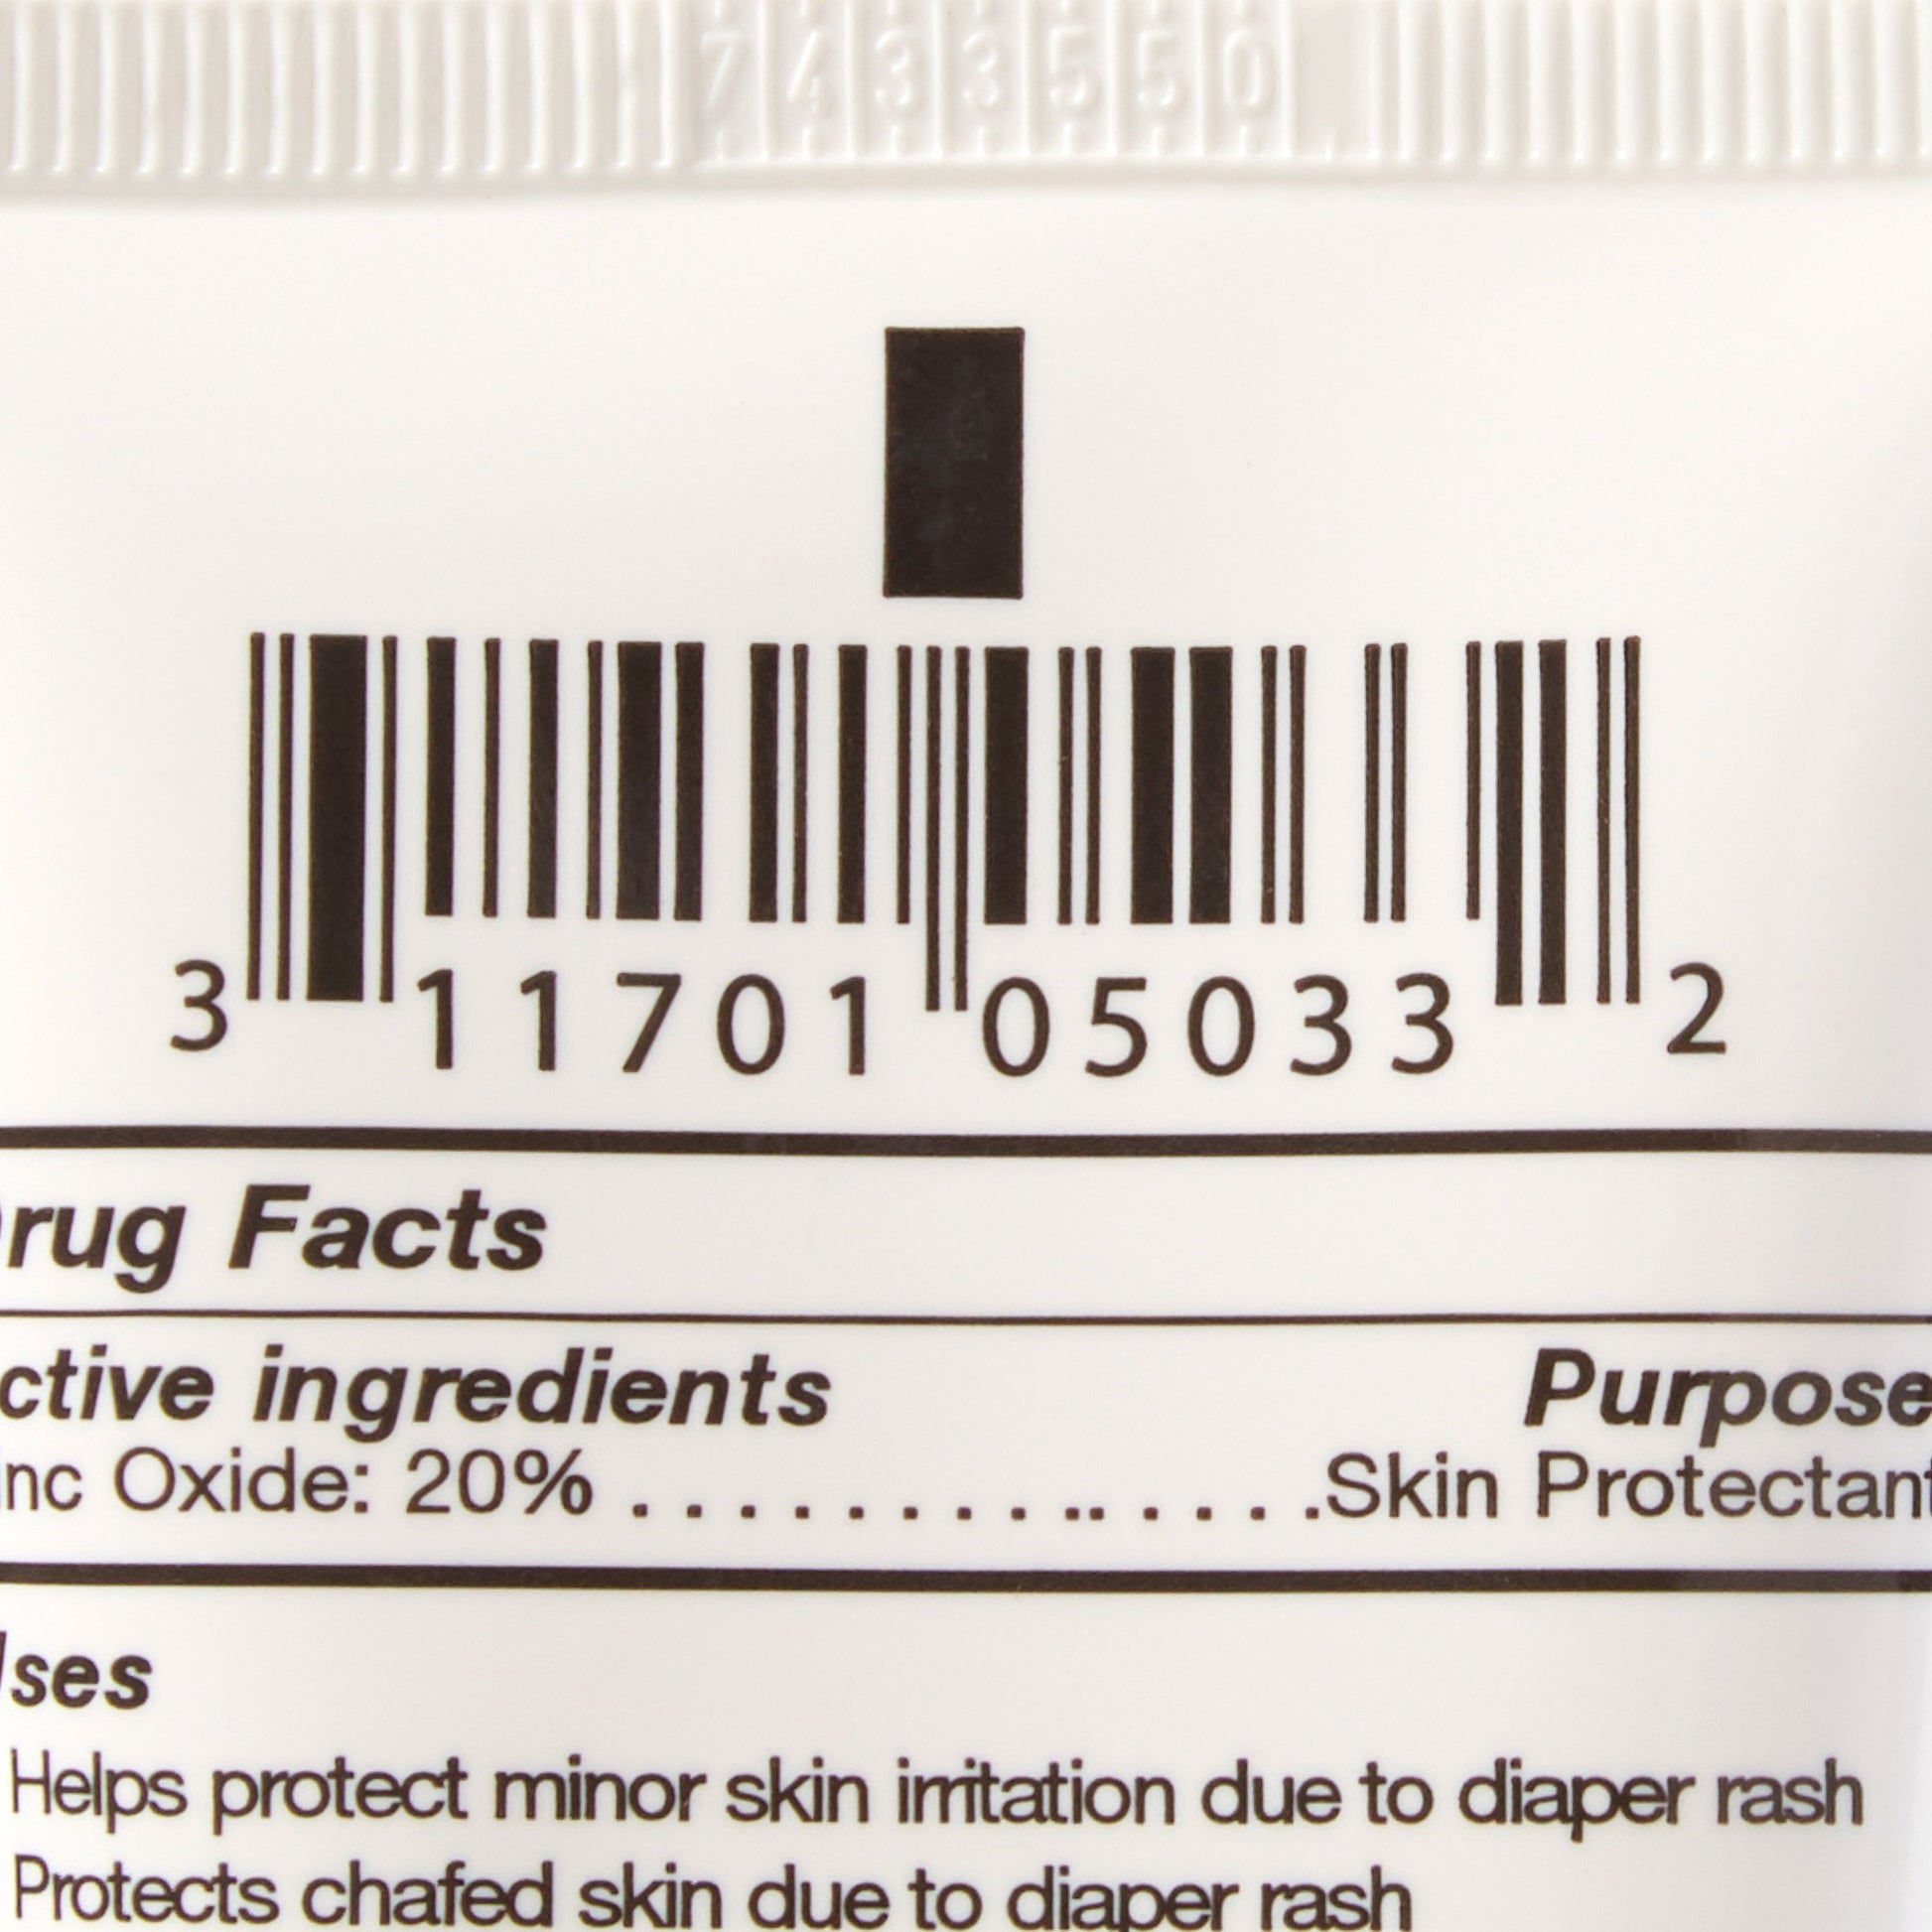 7433550
3 11701 05033 2
rug Facts
ctive ingredients Purpose
nc Oxide: 20% . . . . . . . . .. . . . .Skin Protectant
ses
Helps protect minor skin irritation due to diaper rash
Protects chafed skin due to diaper rash